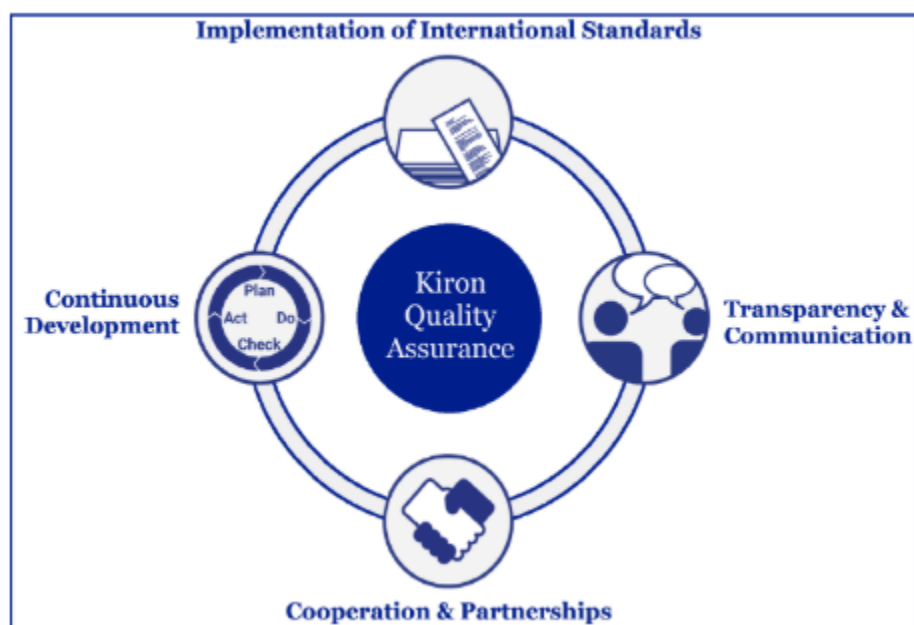 Implementation of International Standards
Continuous
Development
Plan
Act Do
Check
Kiron
Quality
Assurance
Transparency &
Communication
Cooperation & Partnerships